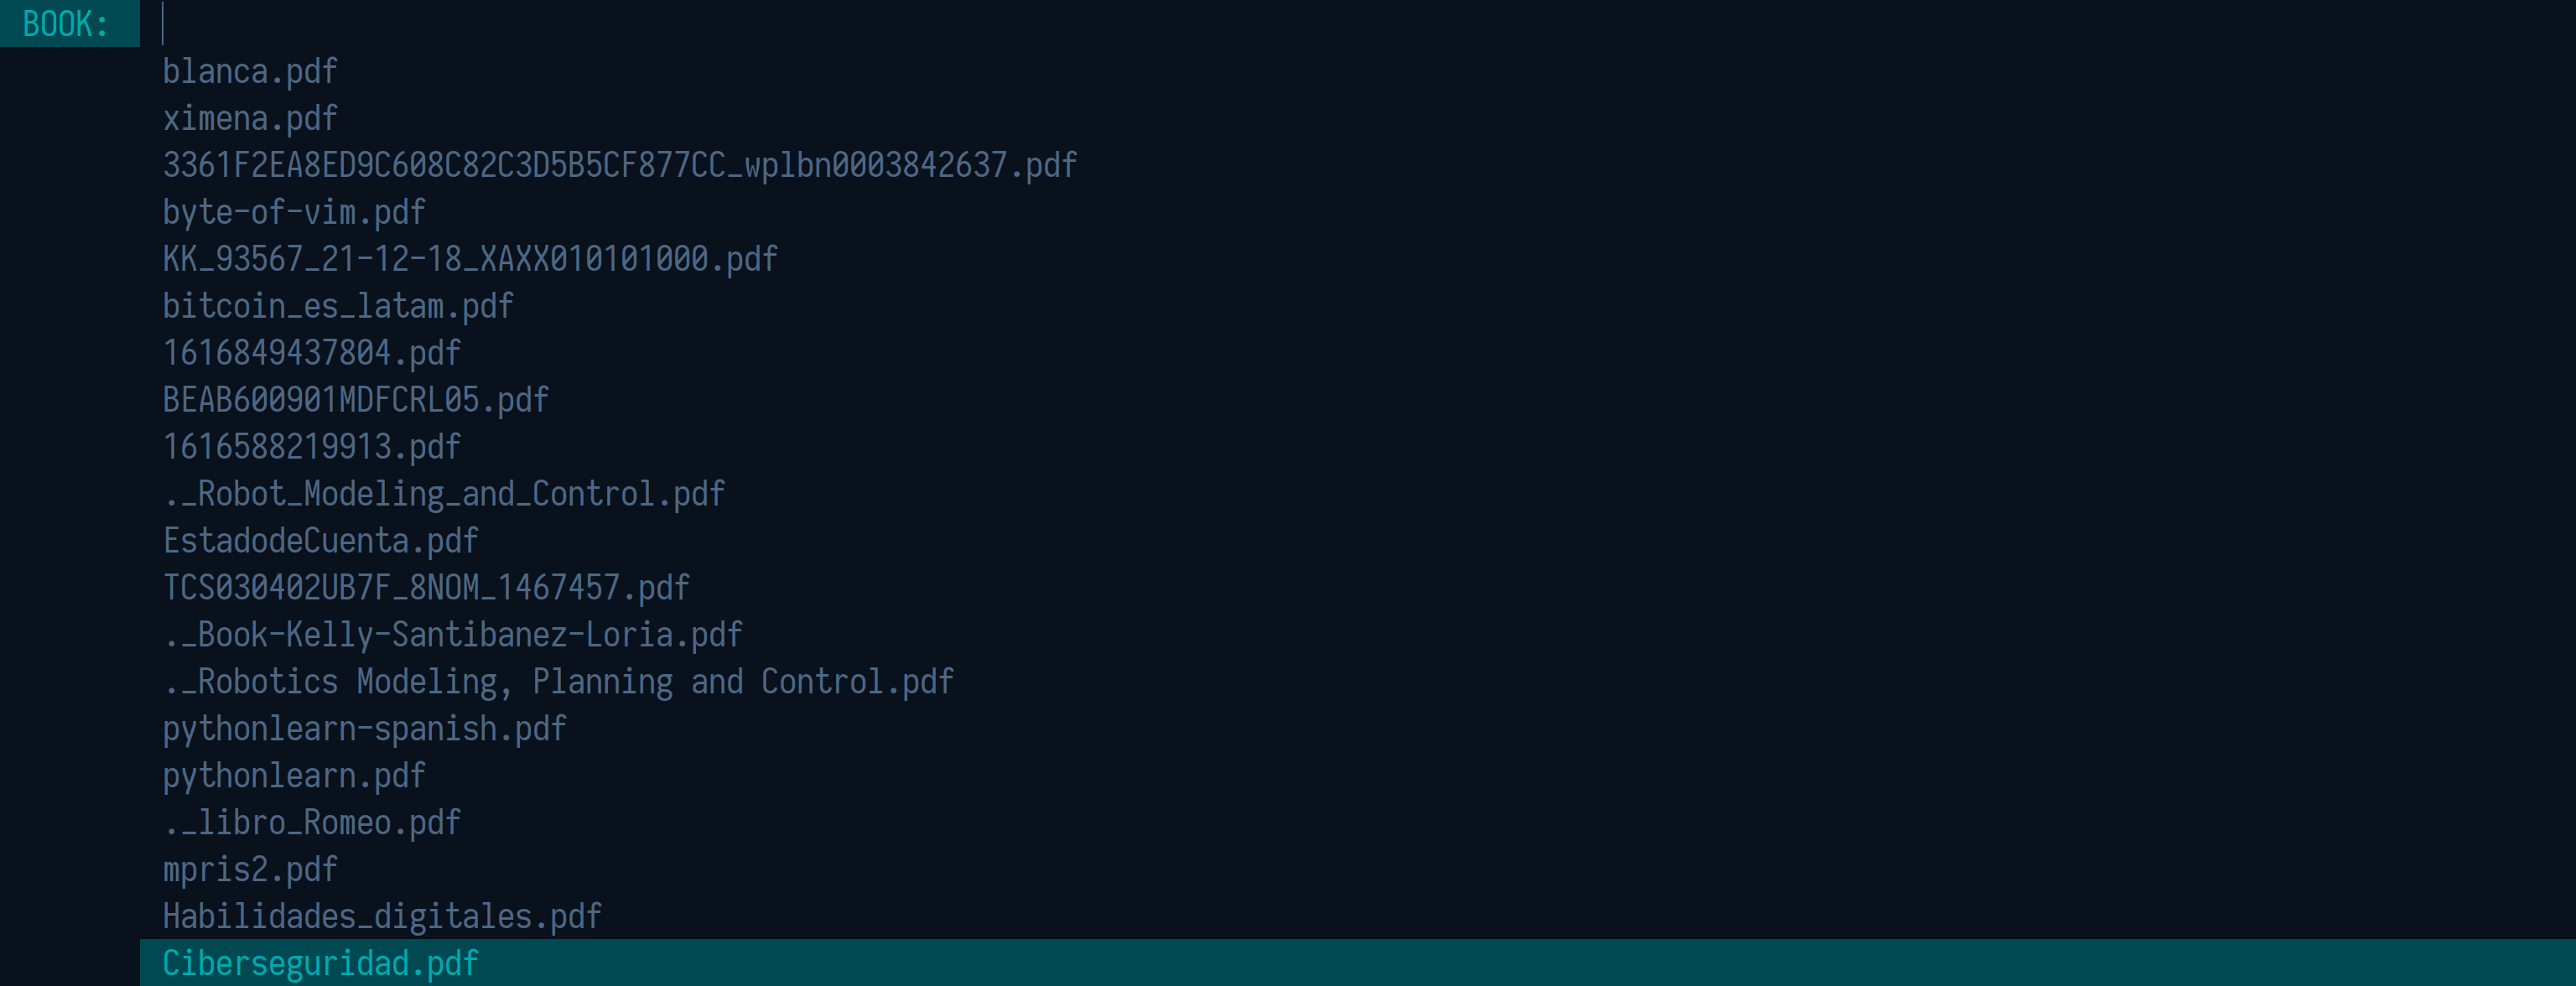 BOOK:
blanca.pdf
ximena.pdf
3361F2EA8ED9C608C82C3D5B5CF877CC_wplbn0003842637.pdf
byte-of-vim.pdf
KK_93567_21-12-18_XAXX010101000.pdf
bitcoin_es_latam.pdf
1616849437804.pdf
BEAB600901MDFCRL05.pdf
1616588219913.pdf
._Robot_Modeling_and_Control.pdf
EstadodeCuenta.pdf
TCS030402UB7F_8NOM_1467457.pdf
._Book-Kelly-Santibanez-Loria.pdf
._Robotics Modeling, Planning and Control.pdf
pythonlearn-spanish.pdf
pythonlearn.pdf
._libro_Romeo.pdf
mpris2.pdf
Habilidades_digitales.pdf
Ciberseguridad.pdf